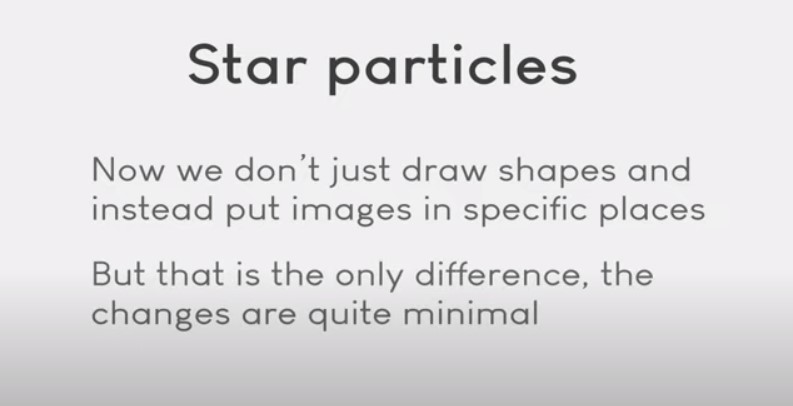 Star particles
Now we don't just draw shapes and
instead put images in specific places
But that is the only difference, the
changes are quite minimal